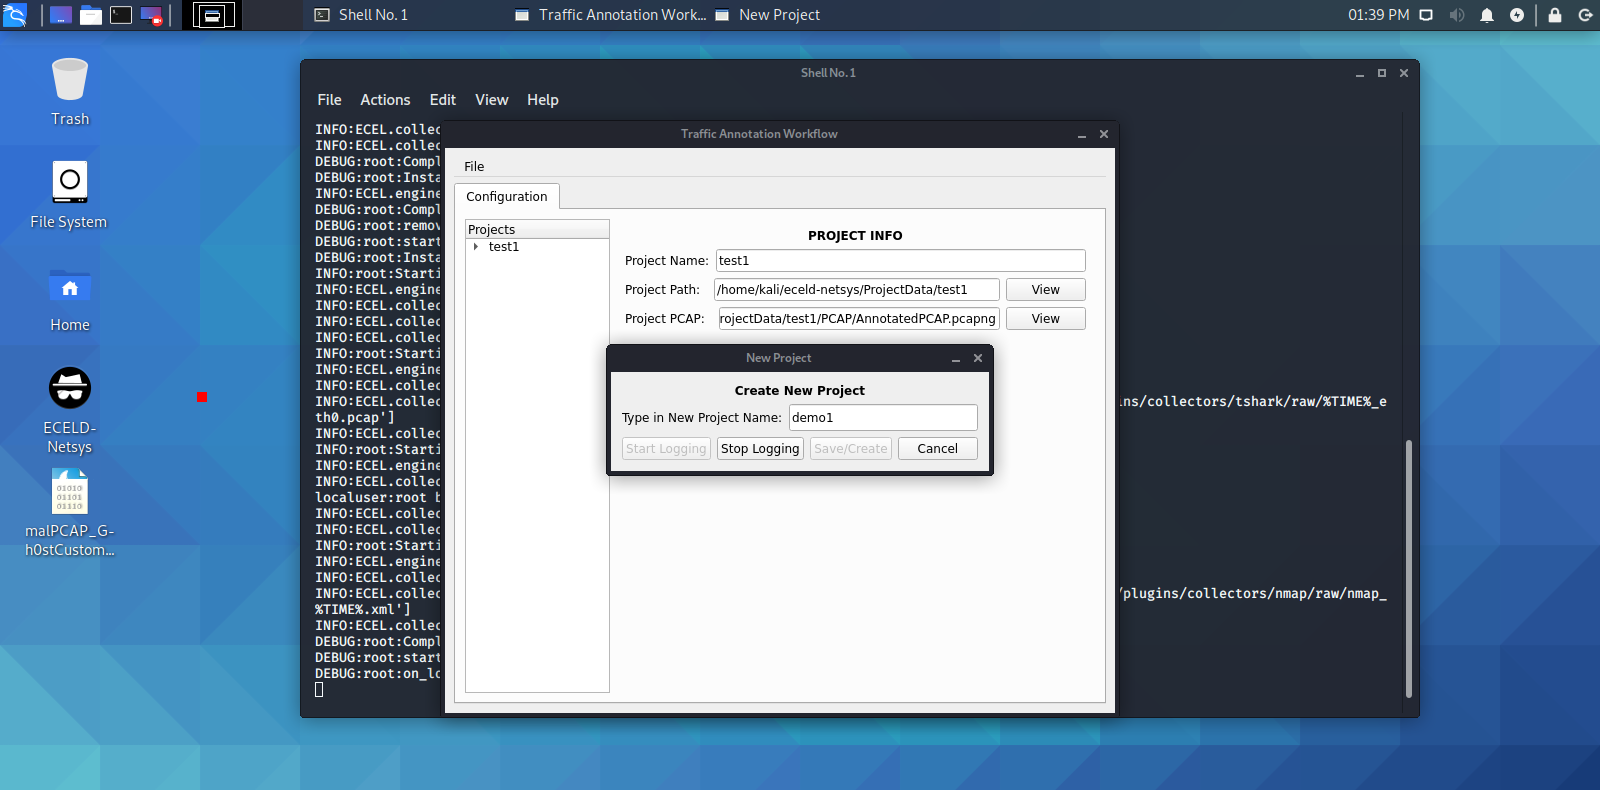 Shell No. 1
Traffic Annotation Work...
New Project
01:39 PM
Trash
File System
Home
ECELD-
Netsys
01010
01101
01110
malPCAP_G-
h0stCustom...
Shell No. 1
File Actions Edit View Help
INFO:ECEL.collec
INFO:ECEL.collec
DEBUG:root:Compl
DEBUG:root:Insta
INFO:ECEL.engine
DEBUG:root:Compl
DEBUG:root:remov
DEBUG:root:start
DEBUG:root:Insta
INFO:root:Starti
INFO:ECEL.engine
INFO:ECEL.collec
INFO:ECEL.collec
INFO:ECEL.collec
INFO:root:Starti
INFO:ECEL.engine
INFO:ECEL.collec
INFO:ECEL.collec ins/collectors/tshark/raw/%TIME%_e
th0.pcap']
INFO:ECEL.collec
INFO:root:Starti
INFO:ECEL.engine
INFO:ECEL.collec
localuser:root b
INFO:ECEL.collec
INFO:ECEL.collec
INFO:root:Starti
INFO:ECEL.engine
INFO:ECEL.collec
INFO:ECEL.collec /plugins/collectors/nmap/raw/nmap_
%TIME%.xml']
INFO:ECEL.collec
DEBUG:root:Compl
DEBUG:root:start
DEBUG:root:on_lo
Traffic Annotation Workflow
File
Configuration
Projects
test1
PROJECT INFO
Project Name: test1
Project Path: /home/kali/eceld-netsys/ProjectData/test1 View
Project PCAP: rojectData/test1/PCAP/AnnotatedPCAP.pcapng View
New Project
Create New Project
Type in New Project Name: demo1
Start Logging Stop Logging Save/Create Cancel